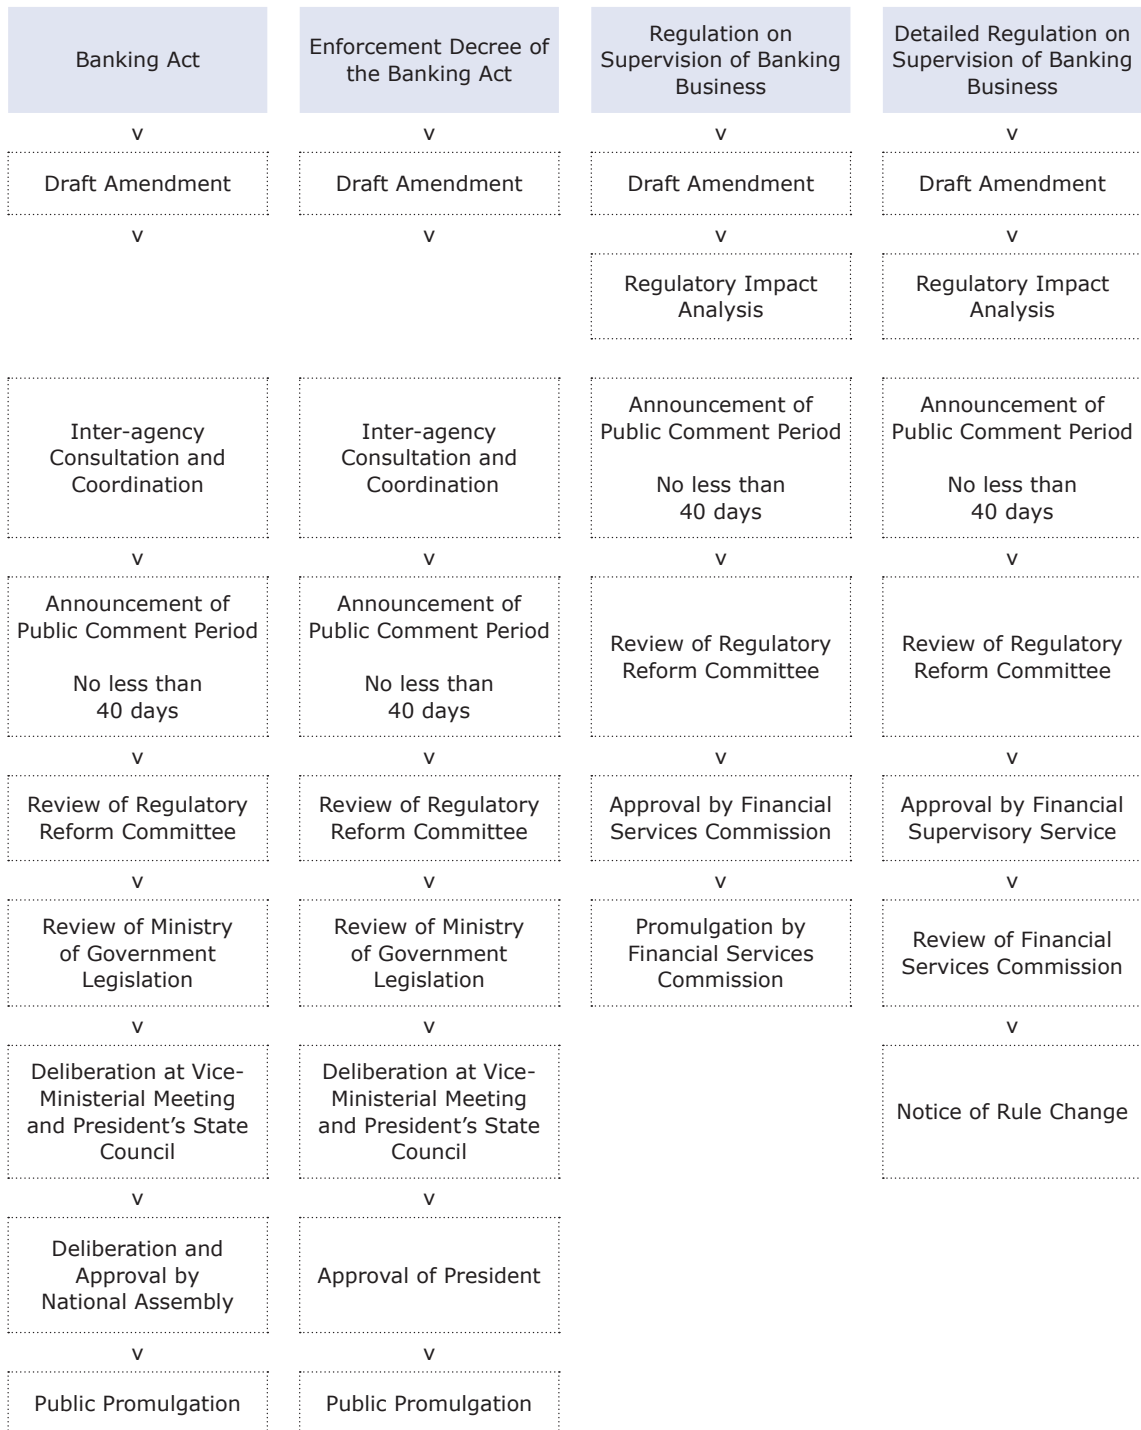 Banking Act
Enforcement Decree of
the Banking Act
Regulation on
Supervision of Banking
Business
Detailed Regulation on
Supervision of Banking
Business
v
v
v
v
Draft Amendment
Draft Amendment
Draft Amendment
Draft Amendment
v
v
v
v
Regulatory Impact
Analysis
Regulatory Impact
Analysis
Inter-agency
Consultation and
Coordination
Inter-agency
Consultation and
Coordination
Announcement of
Public Comment Period
No less than
40 days
Announcement of
Public Comment Period
No less than
40 days
v
v
v
v
Announcement of
Public Comment Period
No less than
40 days
Announcement of
Public Comment Period
No less than
40 days
Review of Regulatory
Reform Committee
Review of Regulatory
Reform Committee
v
v
v
v
Review of Regulatory
Reform Committee
Review of Regulatory
Reform Committee
Approval by Financial
Services Commission
Approval by Financial
Supervisory Service
v
v
v
v
Review of Ministry
of Government
Legislation
Review of Ministry
of Government
Legislation
Promulgation by
Financial Services
Commission
Review of Financial
Services Commission
v
v
v
Deliberation at Vice-
Ministerial Meeting
and President’s State
Council
Deliberation at Vice-
Ministerial Meeting
and President’s State
Council
Notice of Rule Change
v
v
Deliberation and
Approval by
National Assembly
Approval of President
v
v
Public Promulgation
Public Promulgation